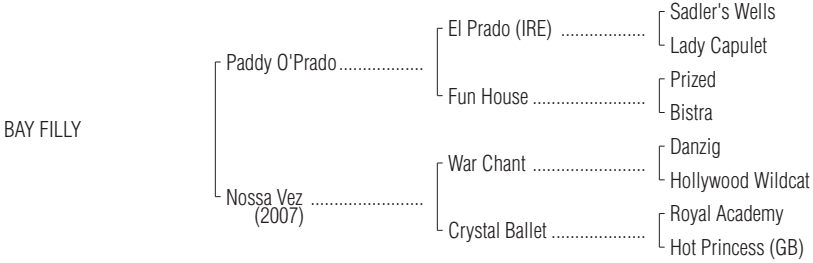 Sadler's Wells
El Prado (IRE) ...................
Lady Capulet
Paddy O'Prado..................
Prized
Fun House .........................
Bistra
BAY FILLY
Danzig
War Chant .........................
Hollywood Wildcat
Nossa Vez .........................
(2007)
Royal Academy
Crystal Ballet .....................
Hot Princess (GB)